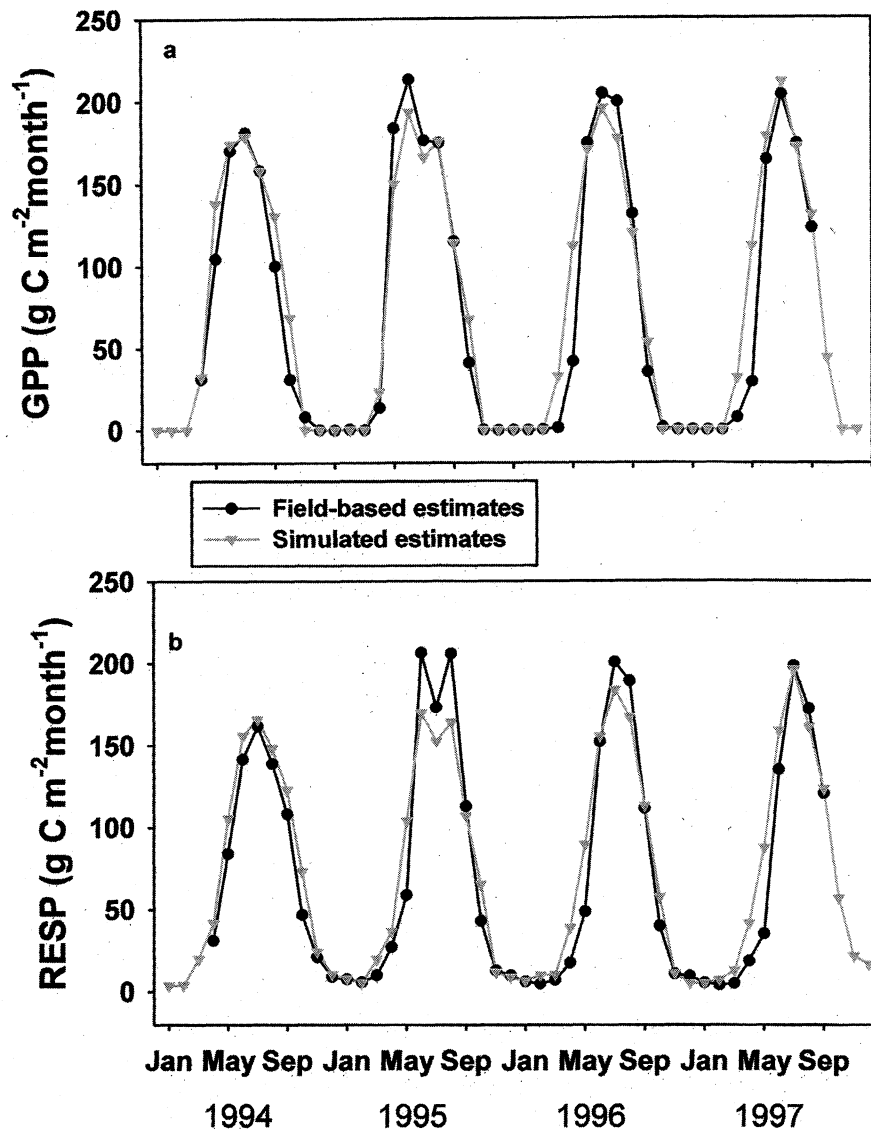 250
a
200
150
100
50
0
GPP (g C m⁻²month⁻¹)
Field-based estimates
Simulated estimates
250
b
200
150
100
50
0
RESP (g C m⁻²month⁻¹)
Jan May Sep Jan May Sep Jan May Sep Jan May Sep
1994 1995 1996 1997